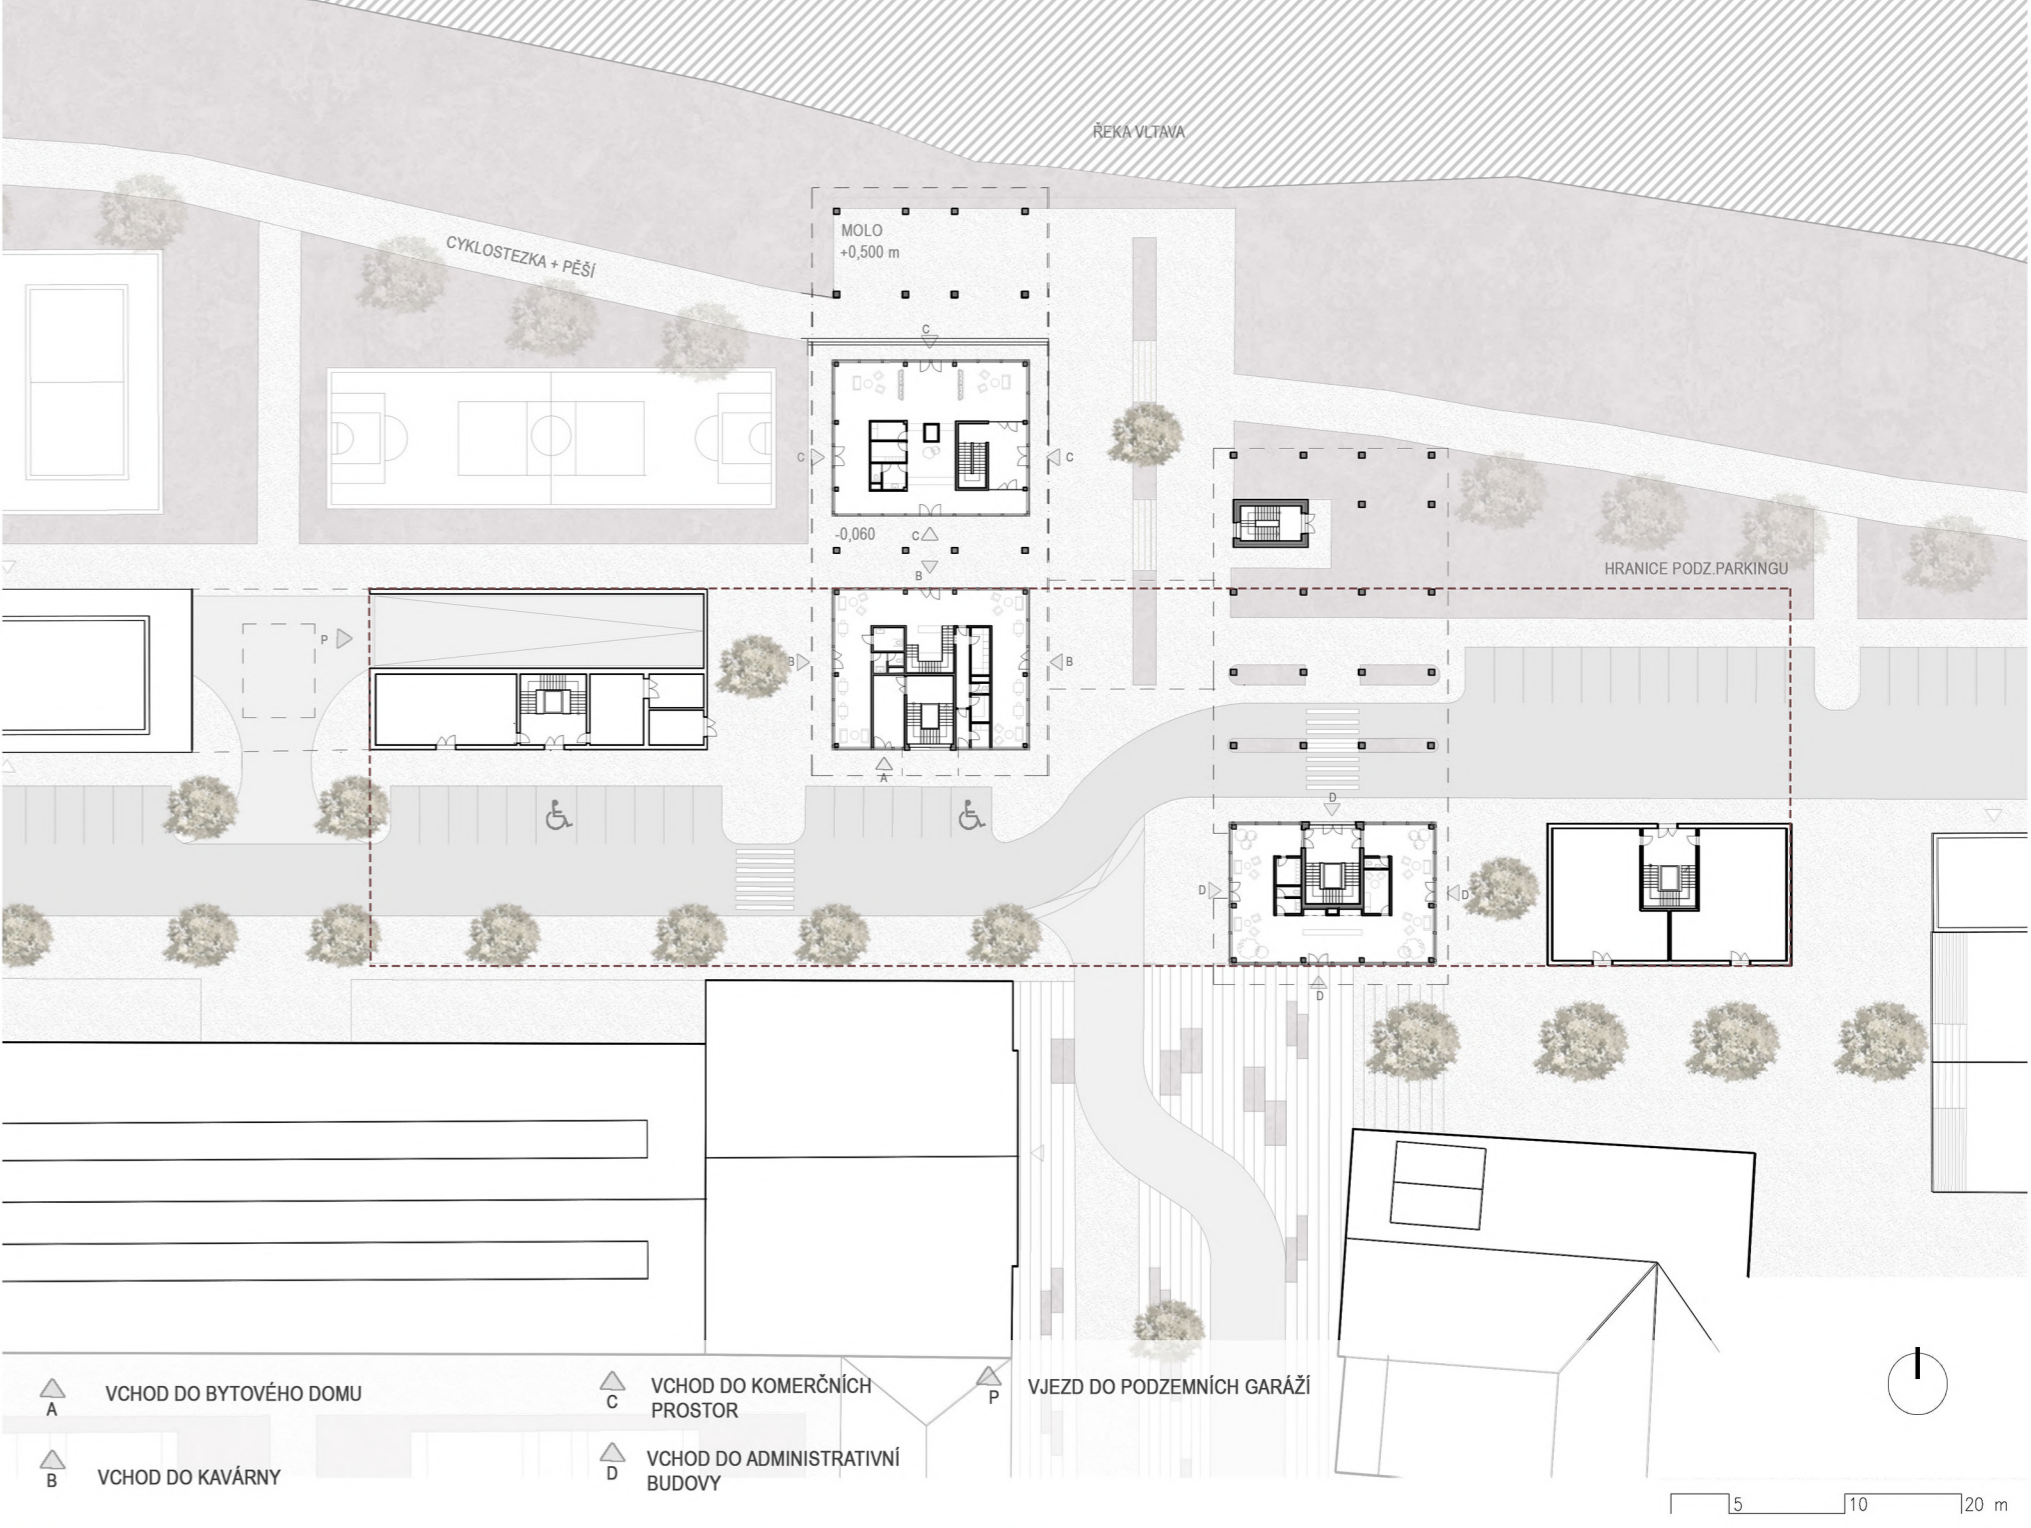 ŘEKA VLTAVA
MOLO
+0,500 m
CYKLOSTEZKA + PĚŠÍ
C
C
C
-0,060
C
B
HRANICE PODZ.PARKINGU
P
B
B
A
D
D
D
D
A
VCHOD DO BYTOVÉHO DOMU
C
VCHOD DO KOMERČNÍCH
PROSTOR
P
VJEZD DO PODZEMNÍCH GARÁŽÍ
B
VCHOD DO KAVÁRNY
D
VCHOD DO ADMINISTRATIVNÍ
BUDOVY
5 10 20 m